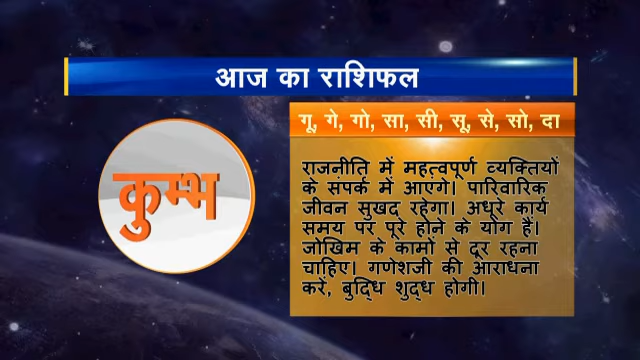 आज का राशिफल
गू, गे, गो, सा, सी, सू, से, सो, दा
कुम्भ
राजनीति में महत्वपूर्ण व्यक्तियों
के संपर्क में आएंगे। पारिवारिक
जीवन सुखद रहेगा। अधूरे कार्य
समय पर पूरे होने के योग हैं।
जोखिम के कामों से दूर रहना
चाहिए। गणेशजी की आराधना
करें, बुद्धि शुद्ध होगी।